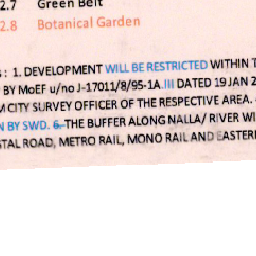 2.7 Green Belt
2.8 Botanical Garden
: 1. DEVELOPMENT WILL BE RESTRICTED WITHIN
BY MoEF u/no J-17011/8/95-1A.III DATED 19 JAN 2
CITY SURVEY OFFICER OF THE RESPECTIVE AREA.
BY SWD. 6. THE BUFFER ALONG NALLA/ RIVER WI
TAL ROAD, METRO RAIL, MONO RAIL AND EASTER